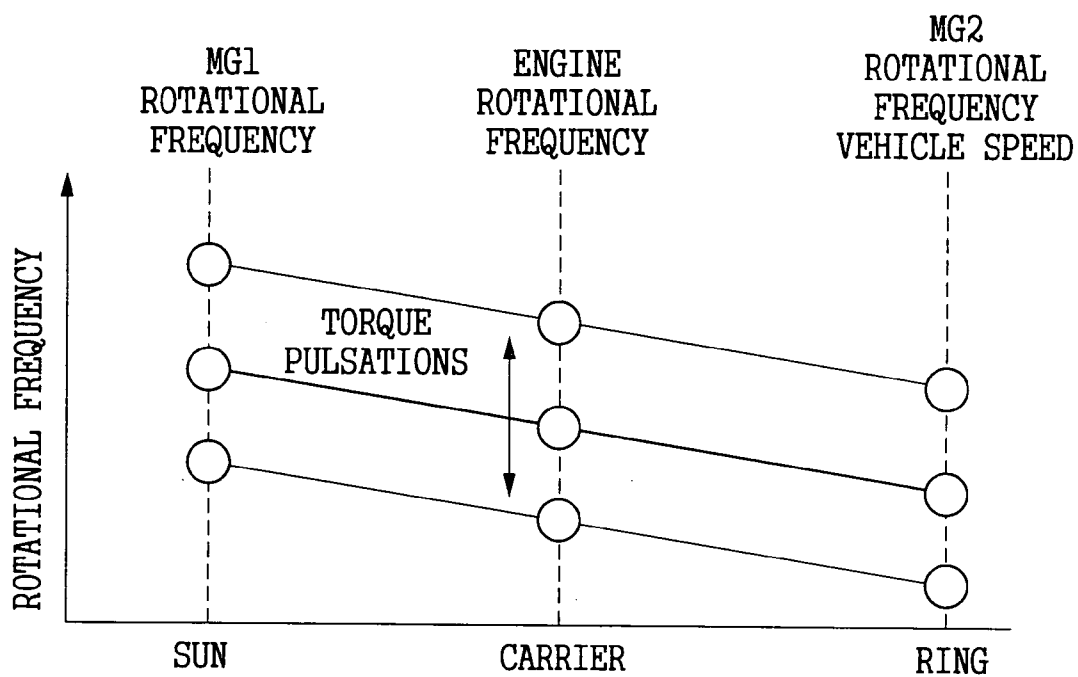 MG1
ROTATIONAL
FREQUENCY
ENGINE
ROTATIONAL
FREQUENCY
MG2
ROTATIONAL
FREQUENCY
VEHICLE SPEED
ROTATIONAL FREQUENCY
TORQUE
PULSATIONS
SUN
CARRIER
RING